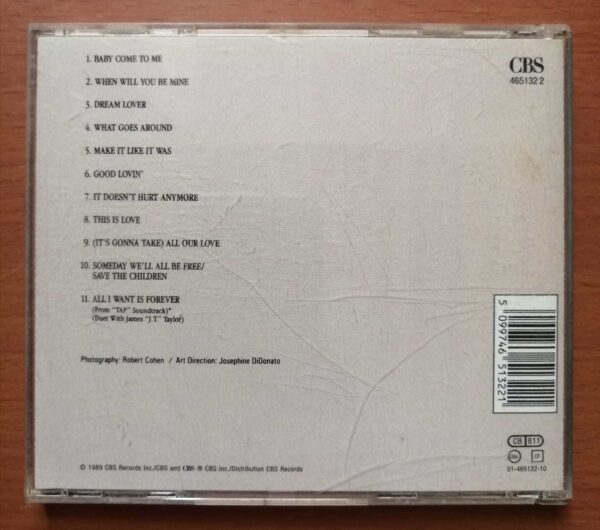 1. BABY COME TO ME
2. WHEN WILL YOU BE MINE
3. DREAM LOVER
4. WHAT GOES AROUND
5. MAKE IT LIKE IT WAS
6. GOOD LOVIN'
7. IT DOESN'T HURT ANYMORE
8. THIS IS LOVE
9. (IT'S GONNA TAKE) ALL OUR LOVE
10. SOMEDAY WE'LL ALL BE FREE/
SAVE THE CHILDREN
11. ALL I WANT IS FOREVER
(From "TAP" Soundtrack)*
(Duet With James "J.T." Taylor)
Photography: Robert Cohen / Art Direction: Josephine DiDonato
CBS
465132 2
5 099746 513221
CB 811
01-465132-10
© 1989 CBS Records Inc./CBS and CBS ® CBS Inc./Distribution CBS Records